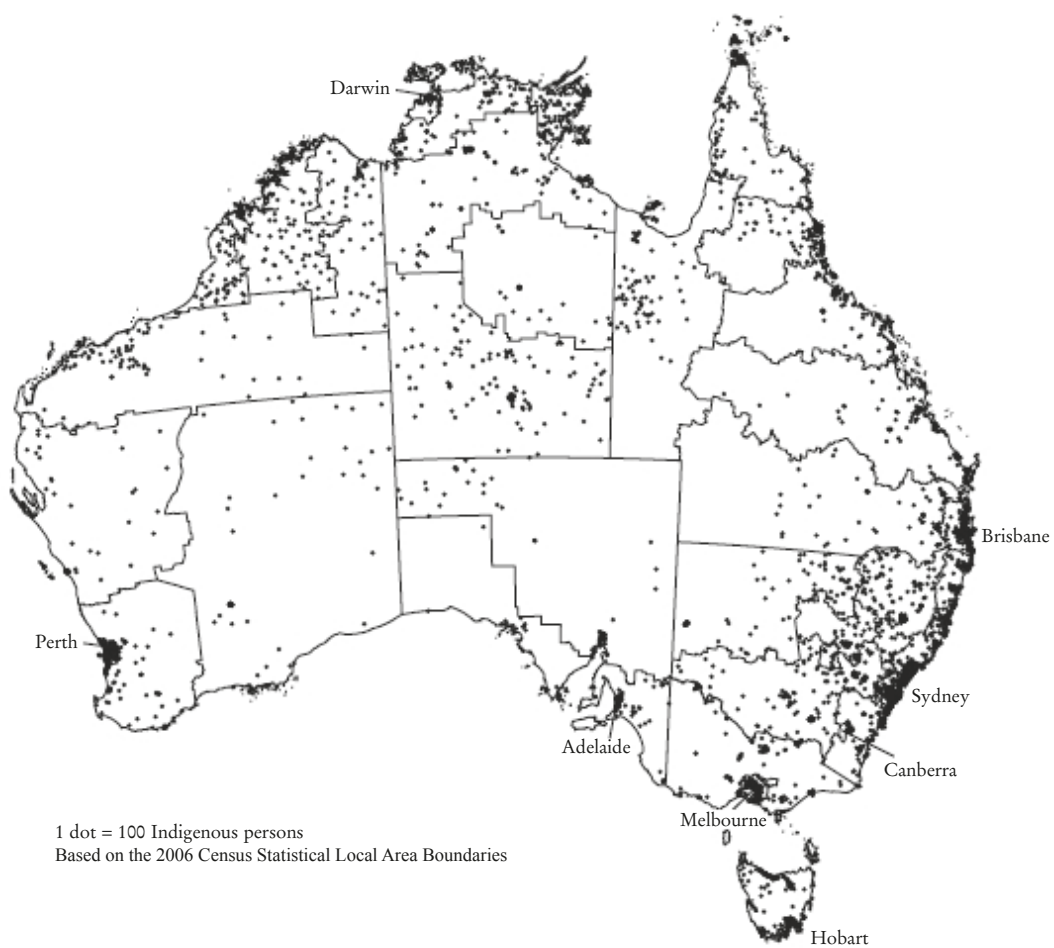 Darwin
Brisbane
Perth
Sydney
Adelaide
Canberra
Melbourne
1 dot = 100 Indigenous persons
Based on the 2006 Census Statistical Local Area Boundaries
Hobart